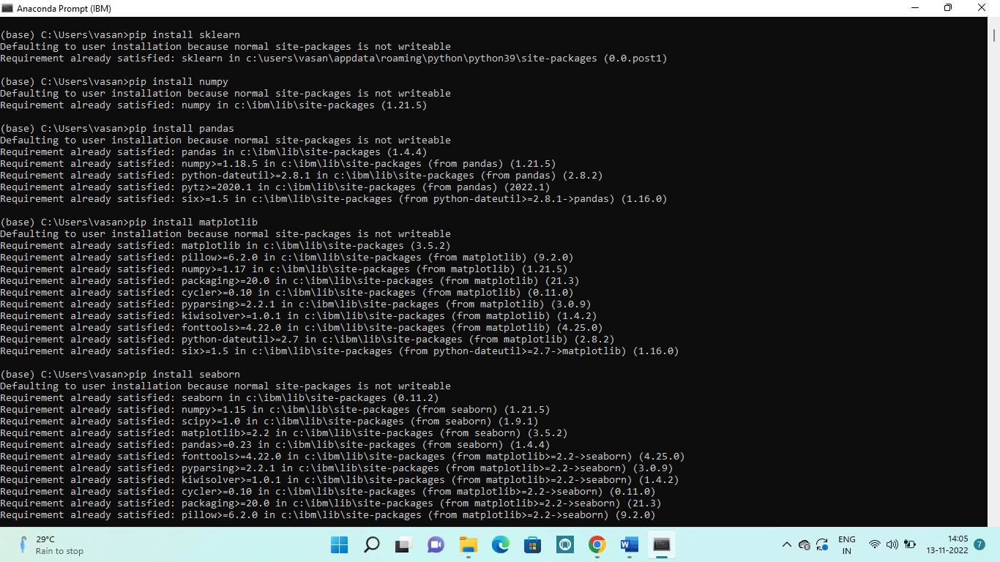 Anaconda Prompt (IBM)
(base) C:\Users\vasan>pip install sklearn
Defaulting to user installation because normal site-packages is not writeable
Requirement already satisfied: sklearn in c:\users\vasan\appdata\roaming\python\python39\site-packages (0.0.post1)
(base) C:\Users\vasan>pip install numpy
Defaulting to user installation because normal site-packages is not writeable
Requirement already satisfied: numpy in c:\ibm\lib\site-packages (1.21.5)
(base) C:\Users\vasan>pip install pandas
Defaulting to user installation because normal site-packages is not writeable
Requirement already satisfied: pandas in c:\ibm\lib\site-packages (1.4.4)
Requirement already satisfied: numpy>=1.18.5 in c:\ibm\lib\site-packages (from pandas) (1.21.5)
Requirement already satisfied: python-dateutil>=2.8.1 in c:\ibm\lib\site-packages (from pandas) (2.8.2)
Requirement already satisfied: pytz>=2020.1 in c:\ibm\lib\site-packages (from pandas) (2022.1)
Requirement already satisfied: six>=1.5 in c:\ibm\lib\site-packages (from python-dateutil>=2.8.1->pandas) (1.16.0)
(base) C:\Users\vasan>pip install matplotlib
Defaulting to user installation because normal site-packages is not writeable
Requirement already satisfied: matplotlib in c:\ibm\lib\site-packages (3.5.2)
Requirement already satisfied: pillow>=6.2.0 in c:\ibm\lib\site-packages (from matplotlib) (9.2.0)
Requirement already satisfied: numpy>=1.17 in c:\ibm\lib\site-packages (from matplotlib) (1.21.5)
Requirement already satisfied: packaging>=20.0 in c:\ibm\lib\site-packages (from matplotlib) (21.3)
Requirement already satisfied: cycler>=0.10 in c:\ibm\lib\site-packages (from matplotlib) (0.11.0)
Requirement already satisfied: pyparsing>=2.2.1 in c:\ibm\lib\site-packages (from matplotlib) (3.0.9)
Requirement already satisfied: kiwisolver>=1.0.1 in c:\ibm\lib\site-packages (from matplotlib) (1.4.2)
Requirement already satisfied: fonttools>=4.22.0 in c:\ibm\lib\site-packages (from matplotlib) (4.25.0)
Requirement already satisfied: python-dateutil>=2.7 in c:\ibm\lib\site-packages (from matplotlib) (2.8.2)
Requirement already satisfied: six>=1.5 in c:\ibm\lib\site-packages (from python-dateutil>=2.7->matplotlib) (1.16.0)
(base) C:\Users\vasan>pip install seaborn
Defaulting to user installation because normal site-packages is not writeable
Requirement already satisfied: seaborn in c:\ibm\lib\site-packages (0.11.2)
Requirement already satisfied: numpy>=1.15 in c:\ibm\lib\site-packages (from seaborn) (1.21.5)
Requirement already satisfied: scipy>=1.0 in c:\ibm\lib\site-packages (from seaborn) (1.9.1)
Requirement already satisfied: matplotlib>=2.2 in c:\ibm\lib\site-packages (from seaborn) (3.5.2)
Requirement already satisfied: pandas>=0.23 in c:\ibm\lib\site-packages (from seaborn) (1.4.4)
Requirement already satisfied: fonttools>=4.22.0 in c:\ibm\lib\site-packages (from matplotlib>=2.2->seaborn) (4.25.0)
Requirement already satisfied: pyparsing>=2.2.1 in c:\ibm\lib\site-packages (from matplotlib>=2.2->seaborn) (3.0.9)
Requirement already satisfied: kiwisolver>=1.0.1 in c:\ibm\lib\site-packages (from matplotlib>=2.2->seaborn) (1.4.2)
Requirement already satisfied: cycler>=0.10 in c:\ibm\lib\site-packages (from matplotlib>=2.2->seaborn) (0.11.0)
Requirement already satisfied: packaging>=20.0 in c:\ibm\lib\site-packages (from matplotlib>=2.2->seaborn) (21.3)
Requirement already satisfied: pillow>=6.2.0 in c:\ibm\lib\site-packages (from matplotlib>=2.2->seaborn) (9.2.0)
29°C
Rain to stop
ENG
IN
14:05
13-11-2022
7